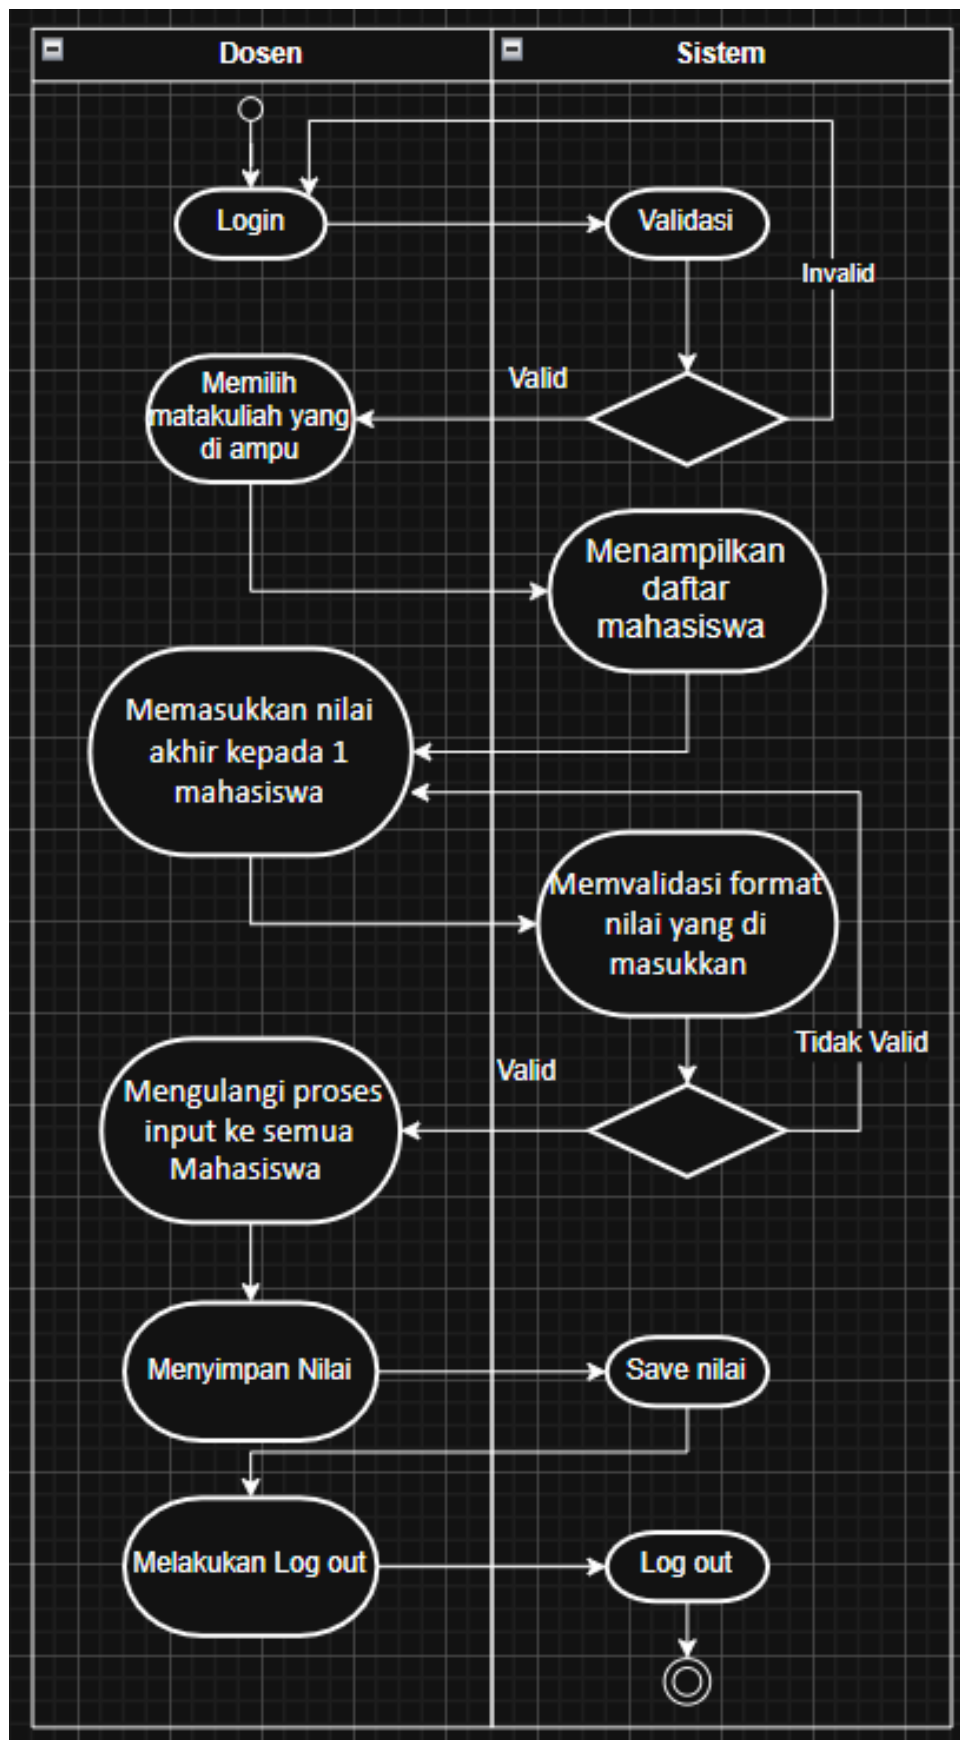 Dosen
Sistem
Login
Validasi
Invalid
Valid
Memilih
matakuliah yang
di ampu
Menampilkan
daftar
mahasiswa
Memasukkan nilai
akhir kepada 1
mahasiswa
Memvalidasi format
nilai yang di
masukkan
Tidak Valid
Valid
Mengulangi proses
input ke semua
Mahasiswa
Menyimpan Nilai
Save nilai
Melakukan Log out
Log out